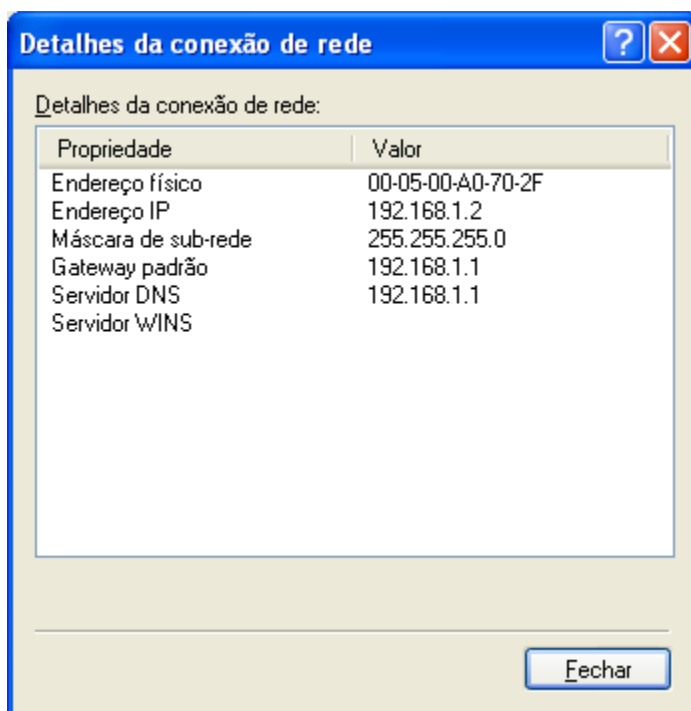 Detalhes da conexão de rede
Detalhes da conexão de rede:
Propriedade Valor
Endereço físico 00-05-00-A0-70-2F
Endereço IP 192.168.1.2
Máscara de sub-rede 255.255.255.0
Gateway padrão 192.168.1.1
Servidor DNS 192.168.1.1
Servidor WINS
Fechar